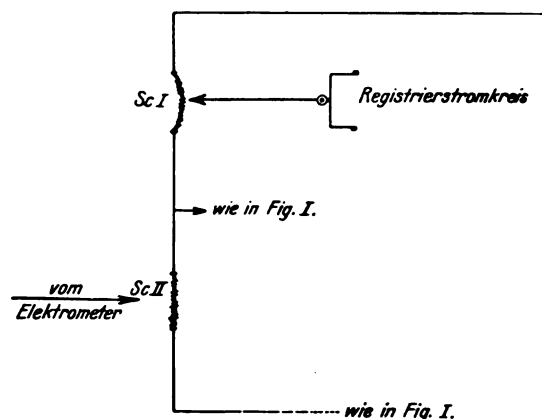 Sc I
Registrierstromkreis
wie in Fig. I.
Sc II
vom
Elektrometer
wie in Fig. I.